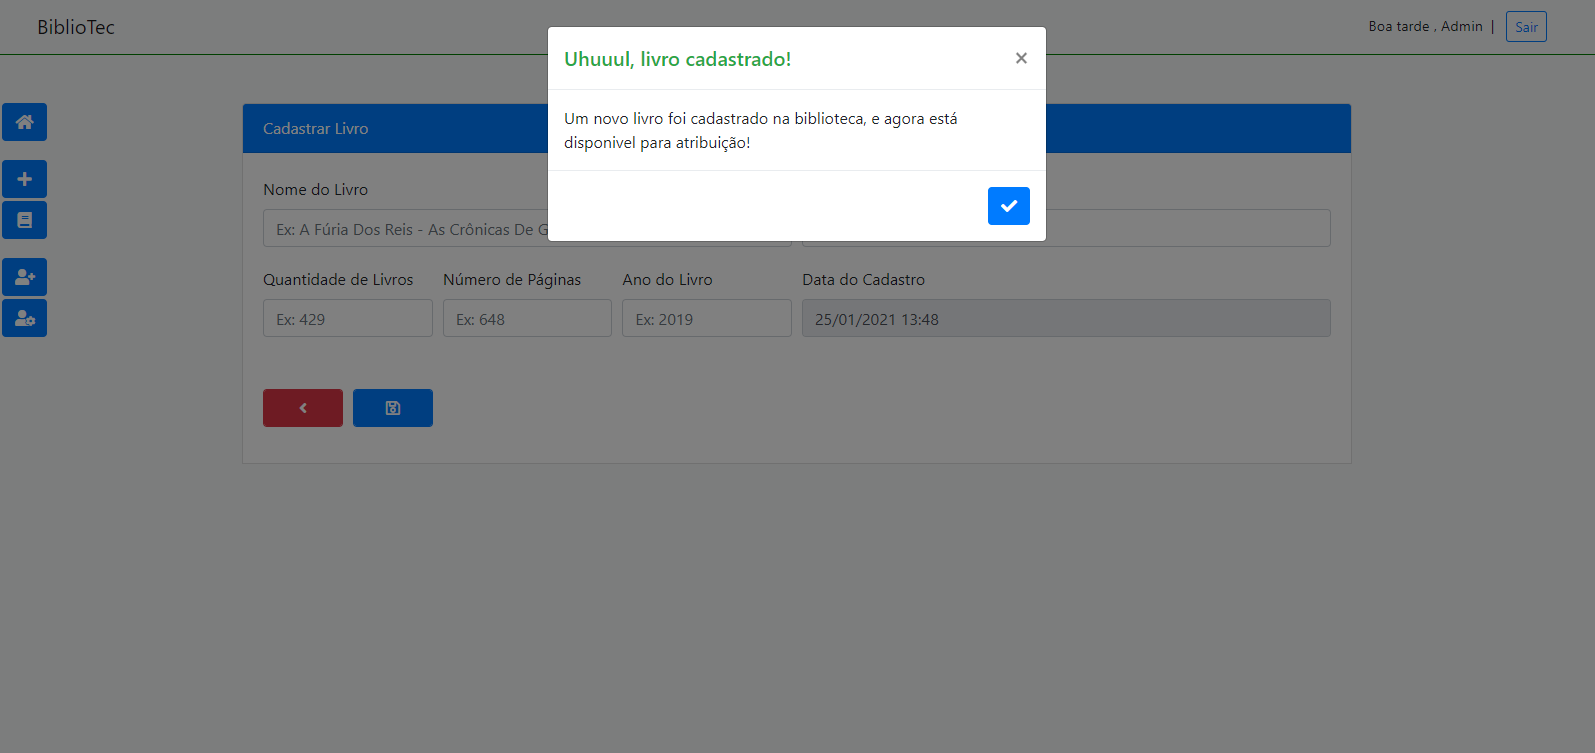 BiblioTec
Boa tarde , Admin |
Sair
Uhuuul, livro cadastrado!
×
Um novo livro foi cadastrado na biblioteca, e agora está
disponivel para atribuição!
Cadastrar Livro
Nome do Livro
Ex: A Fúria Dos Reis - As Crônicas De G
Quantidade de Livros
Número de Páginas
Ano do Livro
Data do Cadastro
Ex: 429
Ex: 648
Ex: 2019
25/01/2021 13:48